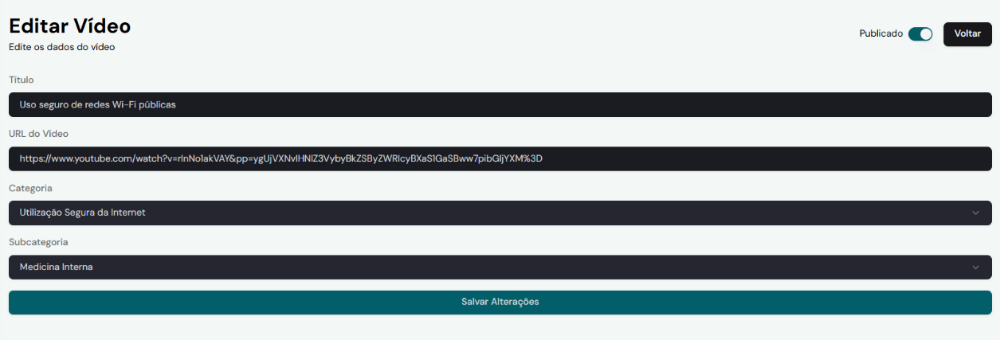 Editar Vídeo
Edite os dados do vídeo
Publicado
Voltar
Título
Uso seguro de redes Wi-Fi públicas
URL do Vídeo
https://www.youtube.com/watch?v=rlnNo1akVAY&pp=ygUjVXNvIHNlZ3VybyBkZSByZWRlcyBXaS1GaSBww7pibGljYXM%3D
Categoria
Utilização Segura da Internet
Subcategoria
Medicina Interna
Salvar Alterações